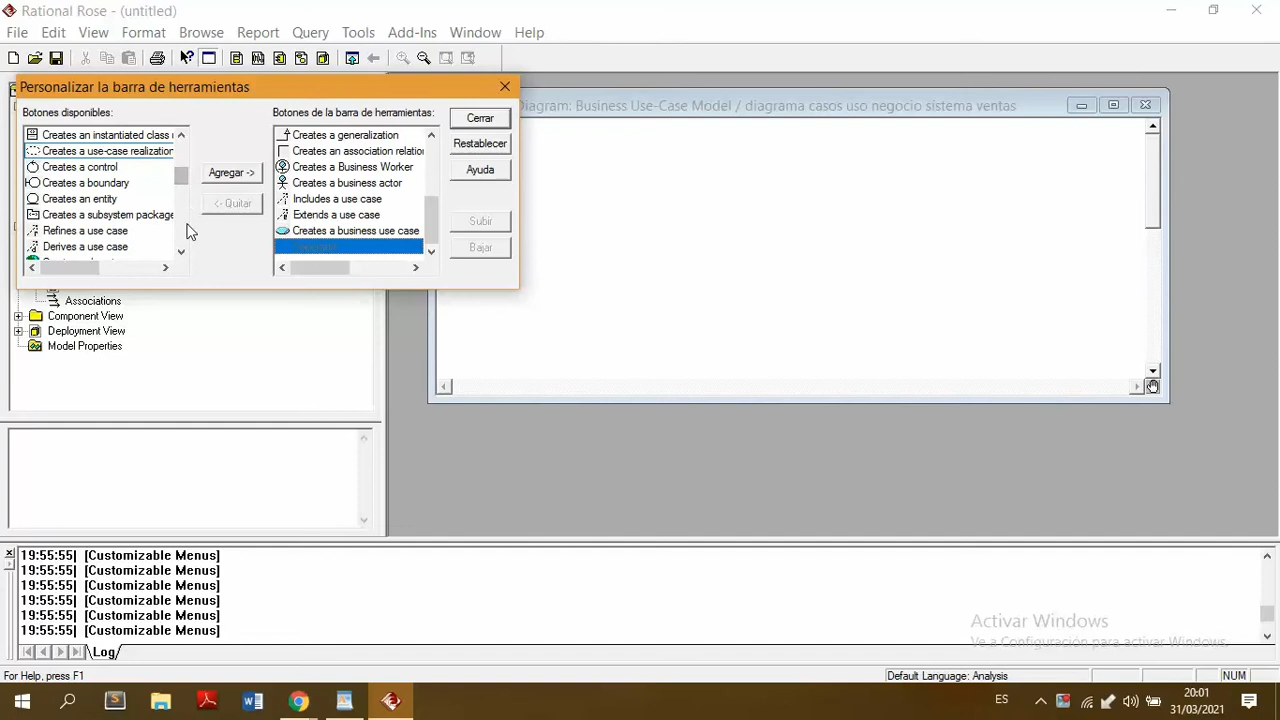 Rational Rose - (untitled)
File Edit View Format Browse Report Query Tools Add-Ins Window Help
Personalizar la barra de herramientas
Botones disponibles:
Creates an instantiated class
Creates a use-case realization
Creates a control
Creates a boundary
Creates an entity
Creates a subsystem package
Refines a use case
Derives a use case
Agregar ->
<- Quitar
Botones de la barra de herramientas:
Creates a generalization
Creates an association relatio
Creates a Business Worker
Creates a business actor
Includes a use case
Extends a use case
Creates a business use case
Cerrar
Restablecer
Ayuda
Subir
Bajar
Diagram: Business Use-Case Model / diagrama casos uso negocio sistema ventas
Associations
Component View
Deployment View
Model Properties
19:55:55| [Customizable Menus]
19:55:55| [Customizable Menus]
19:55:55| [Customizable Menus]
19:55:55| [Customizable Menus]
19:55:55| [Customizable Menus]
19:55:55| [Customizable Menus]
Log
Activar Windows
Ve a Configuración para activar Windows.
For Help, press F1
Default Language: Analysis
NUM
ES
20:01
31/03/2021